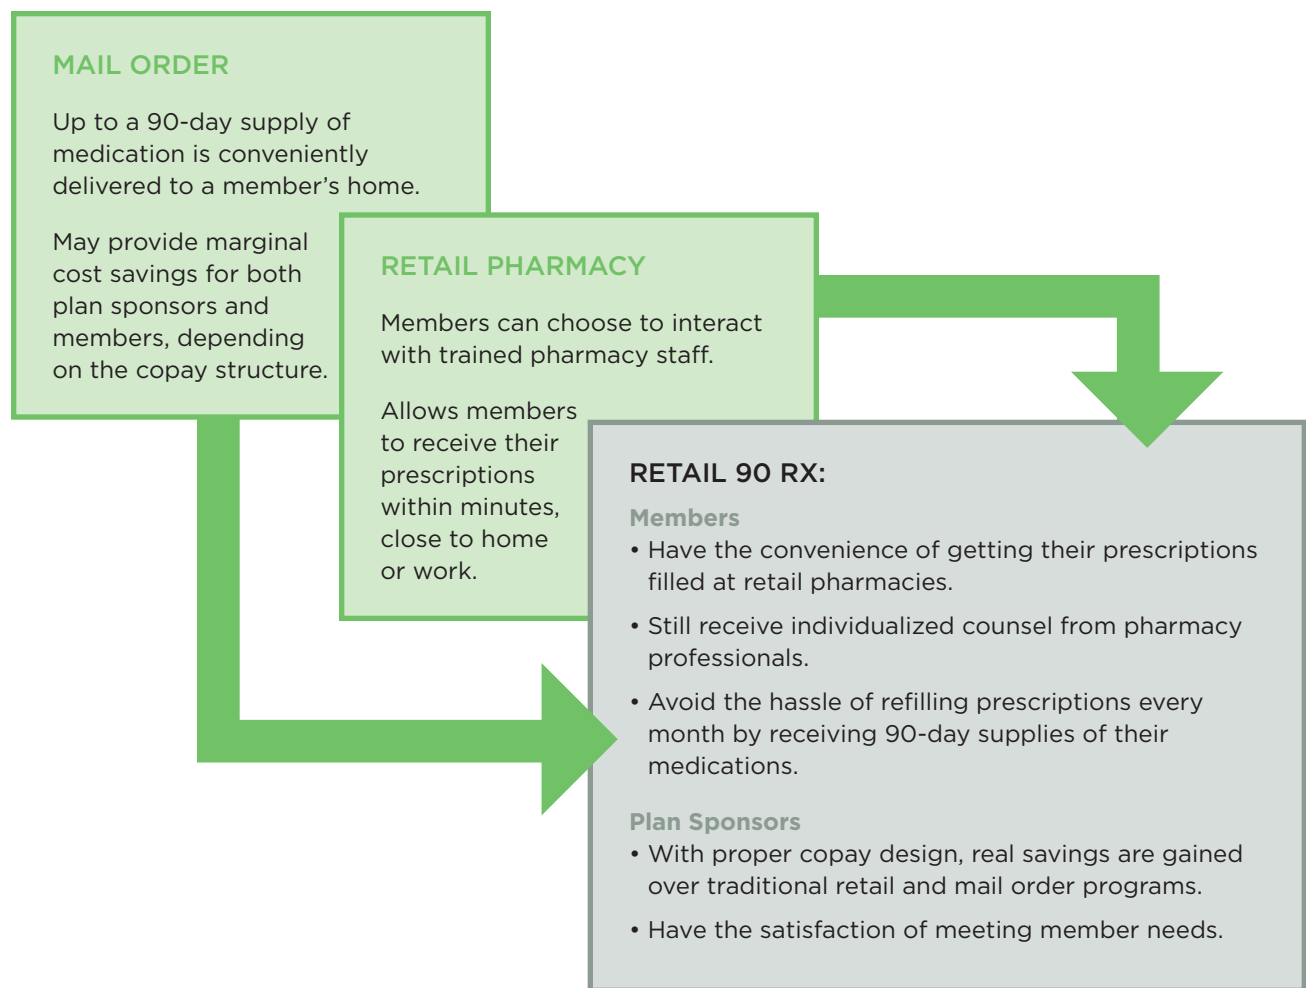 MAIL ORDER
Up to a 90-day supply of
medication is conveniently
delivered to a member’s home.
May provide marginal
cost savings for both
plan sponsors and
members, depending
on the copay structure.
RETAIL PHARMACY
Members can choose to interact
with trained pharmacy staff.
Allows members
to receive their
prescriptions
within minutes,
close to home
or work.
RETAIL 90 RX:
Members
• Have the convenience of getting their prescriptions
filled at retail pharmacies.
• Still receive individualized counsel from pharmacy
professionals.
• Avoid the hassle of refilling prescriptions every
month by receiving 90-day supplies of their
medications.
Plan Sponsors
• With proper copay design, real savings are gained
over traditional retail and mail order programs.
• Have the satisfaction of meeting member needs.